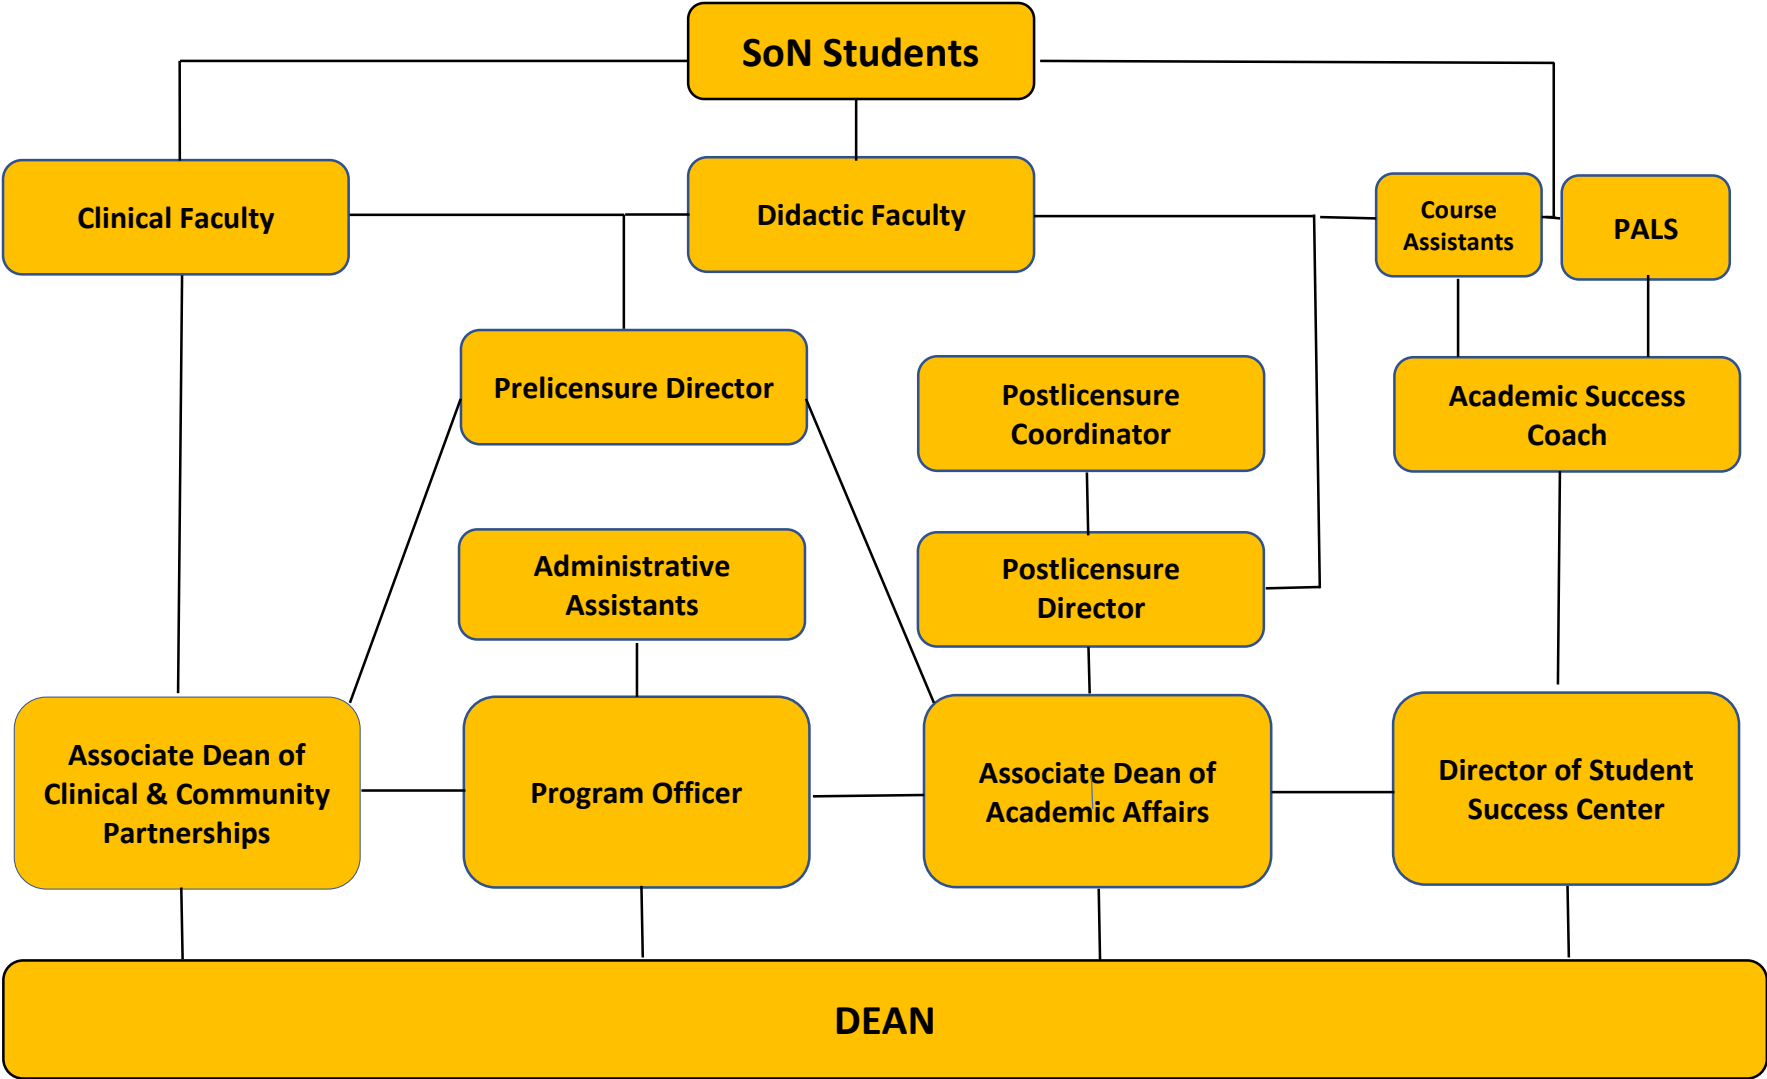 SoN Students
Clinical Faculty
Didactic Faculty
Course
Assistants
PALS
Prelicensure Director
Postlicensure
Coordinator
Academic Success
Coach
Administrative
Assistants
Postlicensure
Director
Associate Dean of
Clinical & Community
Partnerships
Program Officer
Associate Dean of
Academic Affairs
Director of Student
Success Center
DEAN